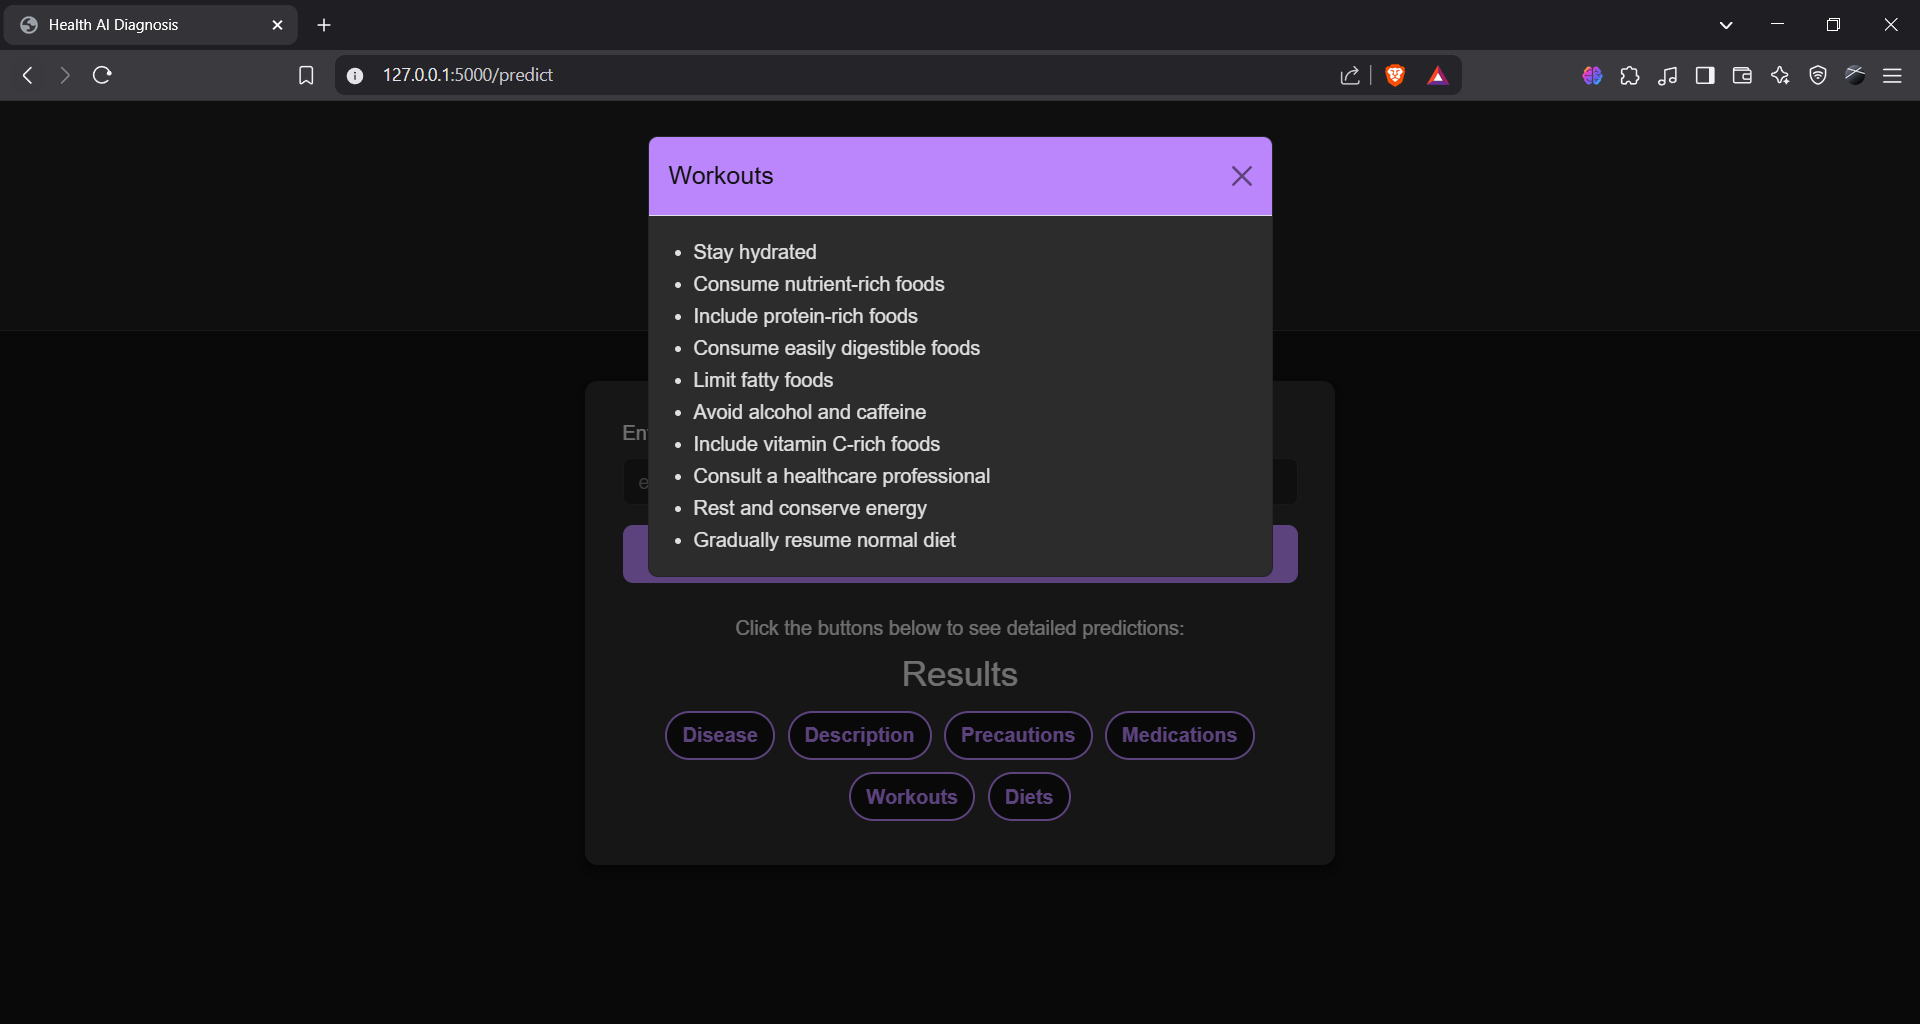 Health AI Diagnosis
127.0.0.1:5000/predict
Workouts
• Stay hydrated
• Consume nutrient-rich foods
• Include protein-rich foods
• Consume easily digestible foods
• Limit fatty foods
• Avoid alcohol and caffeine
• Include vitamin C-rich foods
• Consult a healthcare professional
• Rest and conserve energy
• Gradually resume normal diet
Click the buttons below to see detailed predictions:
Results
Disease Description Precautions Medications
Workouts Diets